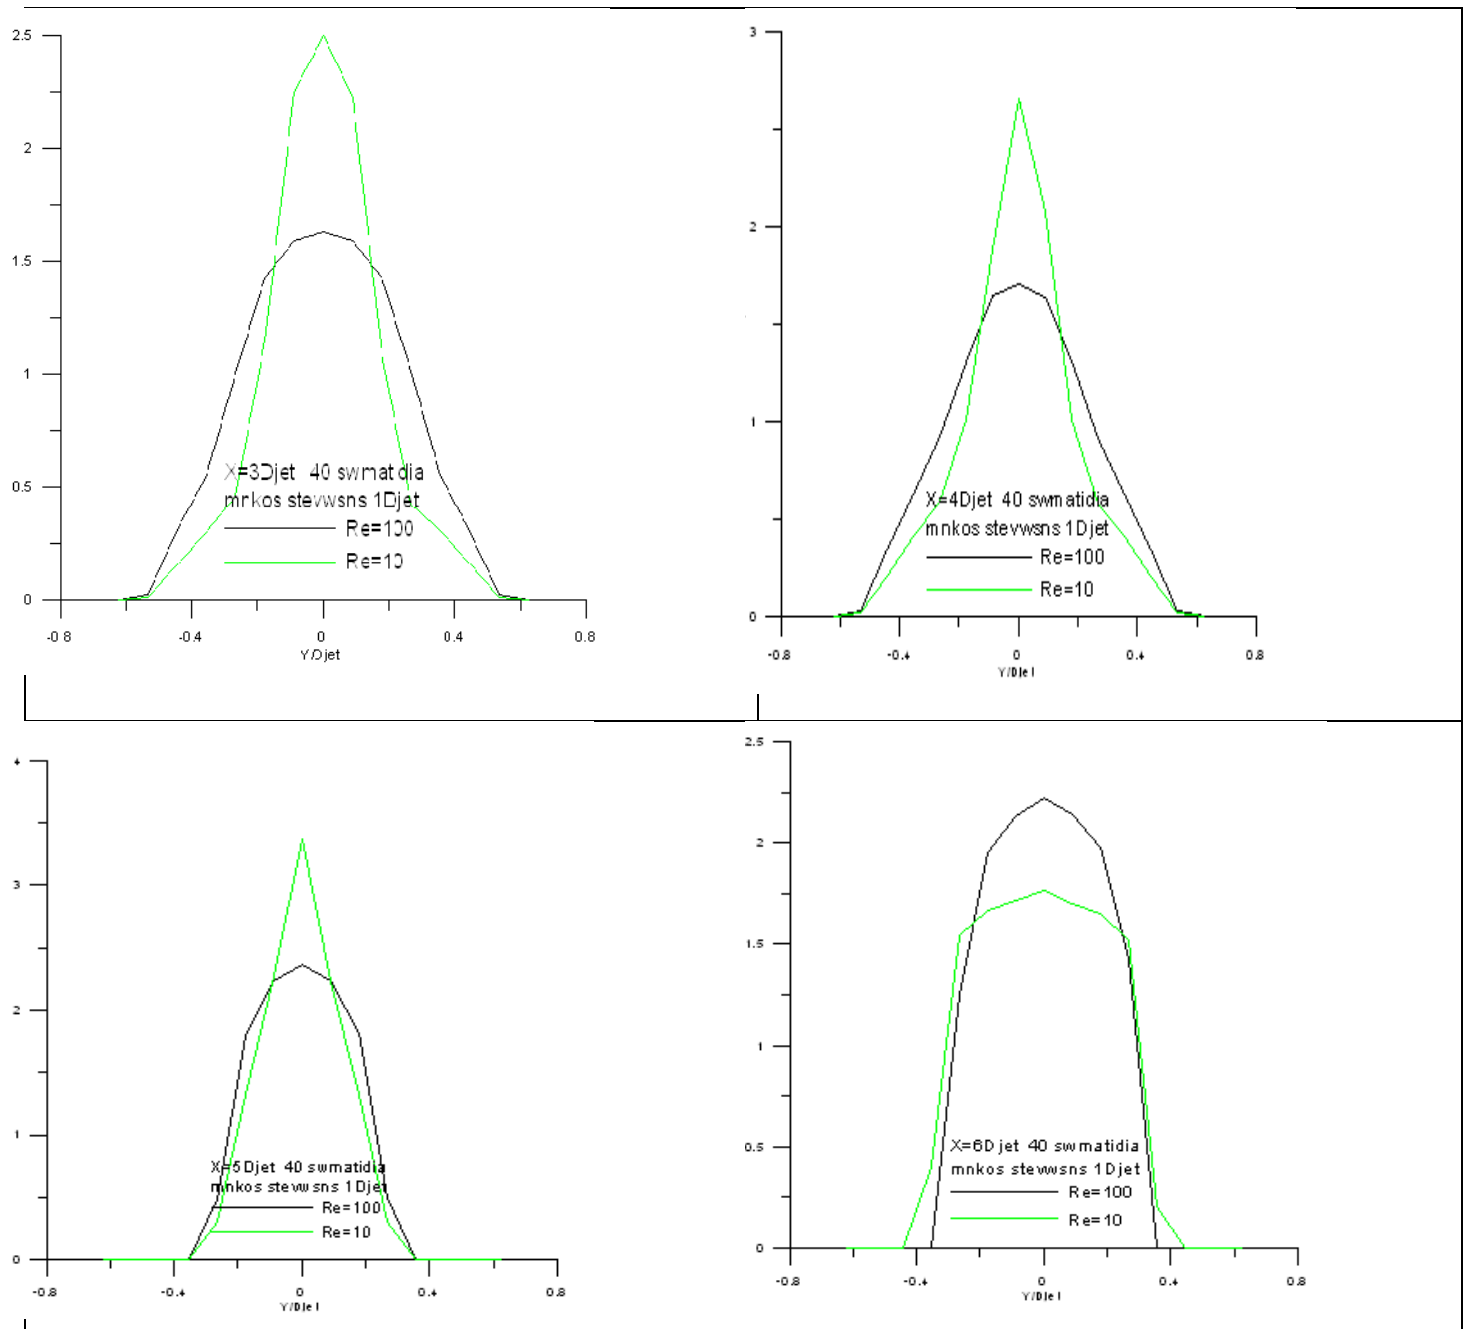 2.5
2
1.5
1
0.5
0
-0.8 -0.4 0 0.4 0.8
Y/Djet
X=3Djet 40 swmatidia
mnkos stevwsns 1Djet
Re=100
Re=10
3
2
1
0
-0.8 -0.4 0 0.4 0.8
Y/Djet
X=4Djet 40 swmatidia
mnkos stevwsns 1Djet
Re=100
Re=10
4
3
2
1
0
-0.8 -0.4 0 0.4 0.8
Y/Djet
X=5Djet 40 swmatidia
mnkos stevwsns 1Djet
Re=100
Re=10
2.5
2
1.5
1
0.5
0
-0.8 -0.4 0 0.4 0.8
Y/Djet
X=6Djet 40 swmatidia
mnkos stevwsns 1Djet
Re=100
Re=10